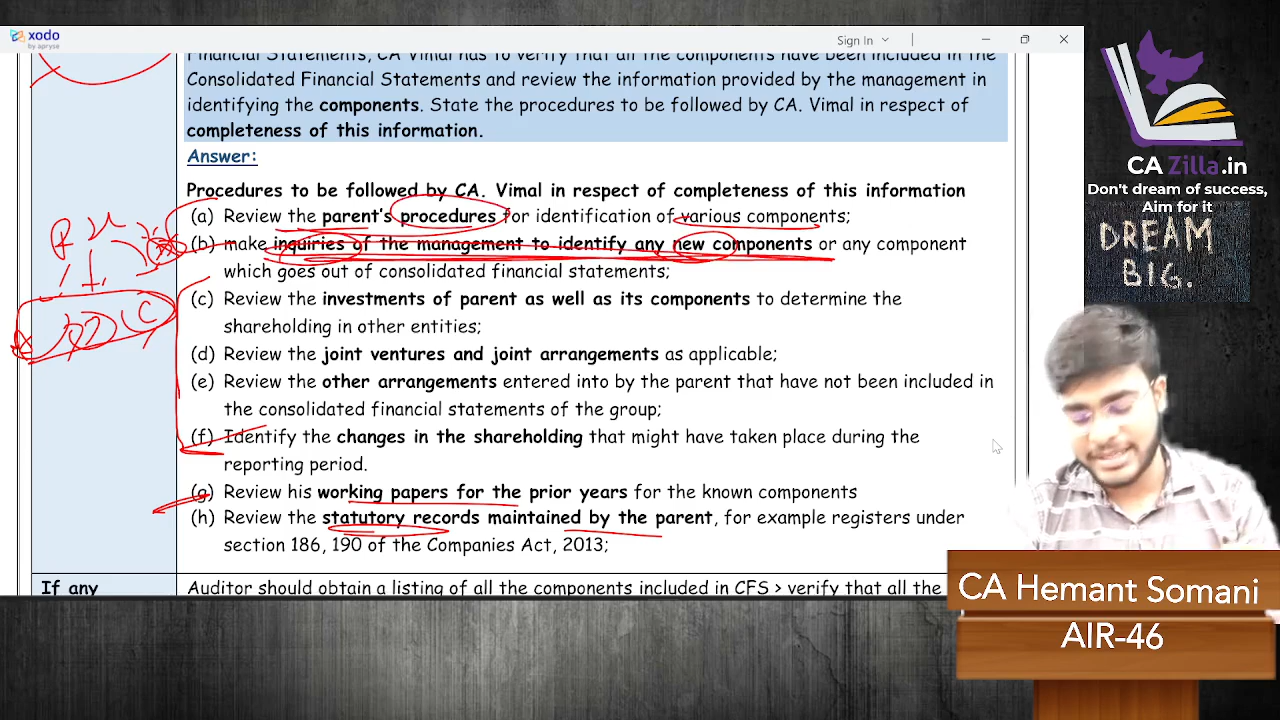 xodo
by apryse
Sign In
Financial Statements, CA Vimal has to verify that all the components have been included in the
Consolidated Financial Statements and review the information provided by the management in
identifying the components. State the procedures to be followed by CA. Vimal in respect of
completeness of this information.
Answer:
Procedures to be followed by CA. Vimal in respect of completeness of this information
(a) Review the parent's procedures for identification of various components;
(b) make inquiries of the management to identify any new components or any component
which goes out of consolidated financial statements;
(c) Review the investments of parent as well as its components to determine the
shareholding in other entities;
(d) Review the joint ventures and joint arrangements as applicable;
(e) Review the other arrangements entered into by the parent that have not been included in
the consolidated financial statements of the group;
(f) Identify the changes in the shareholding that might have taken place during the
reporting period.
(g) Review his working papers for the prior years for the known components
(h) Review the statutory records maintained by the parent, for example registers under
section 186, 190 of the Companies Act, 2013;
If any
Auditor should obtain a listing of all the components included in CFS > verify that all the
CA Zilla.in
Don't dream of success,
Aim for it
DREAM
BIG.
CA Hemant Somani
AIR-46